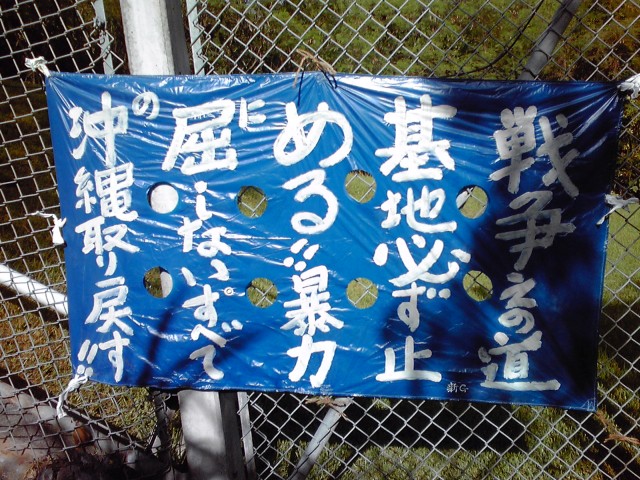 戦争えの道
基地必ず止
める!!暴力
に屈しない。すべて
の沖縄取り戻す!!